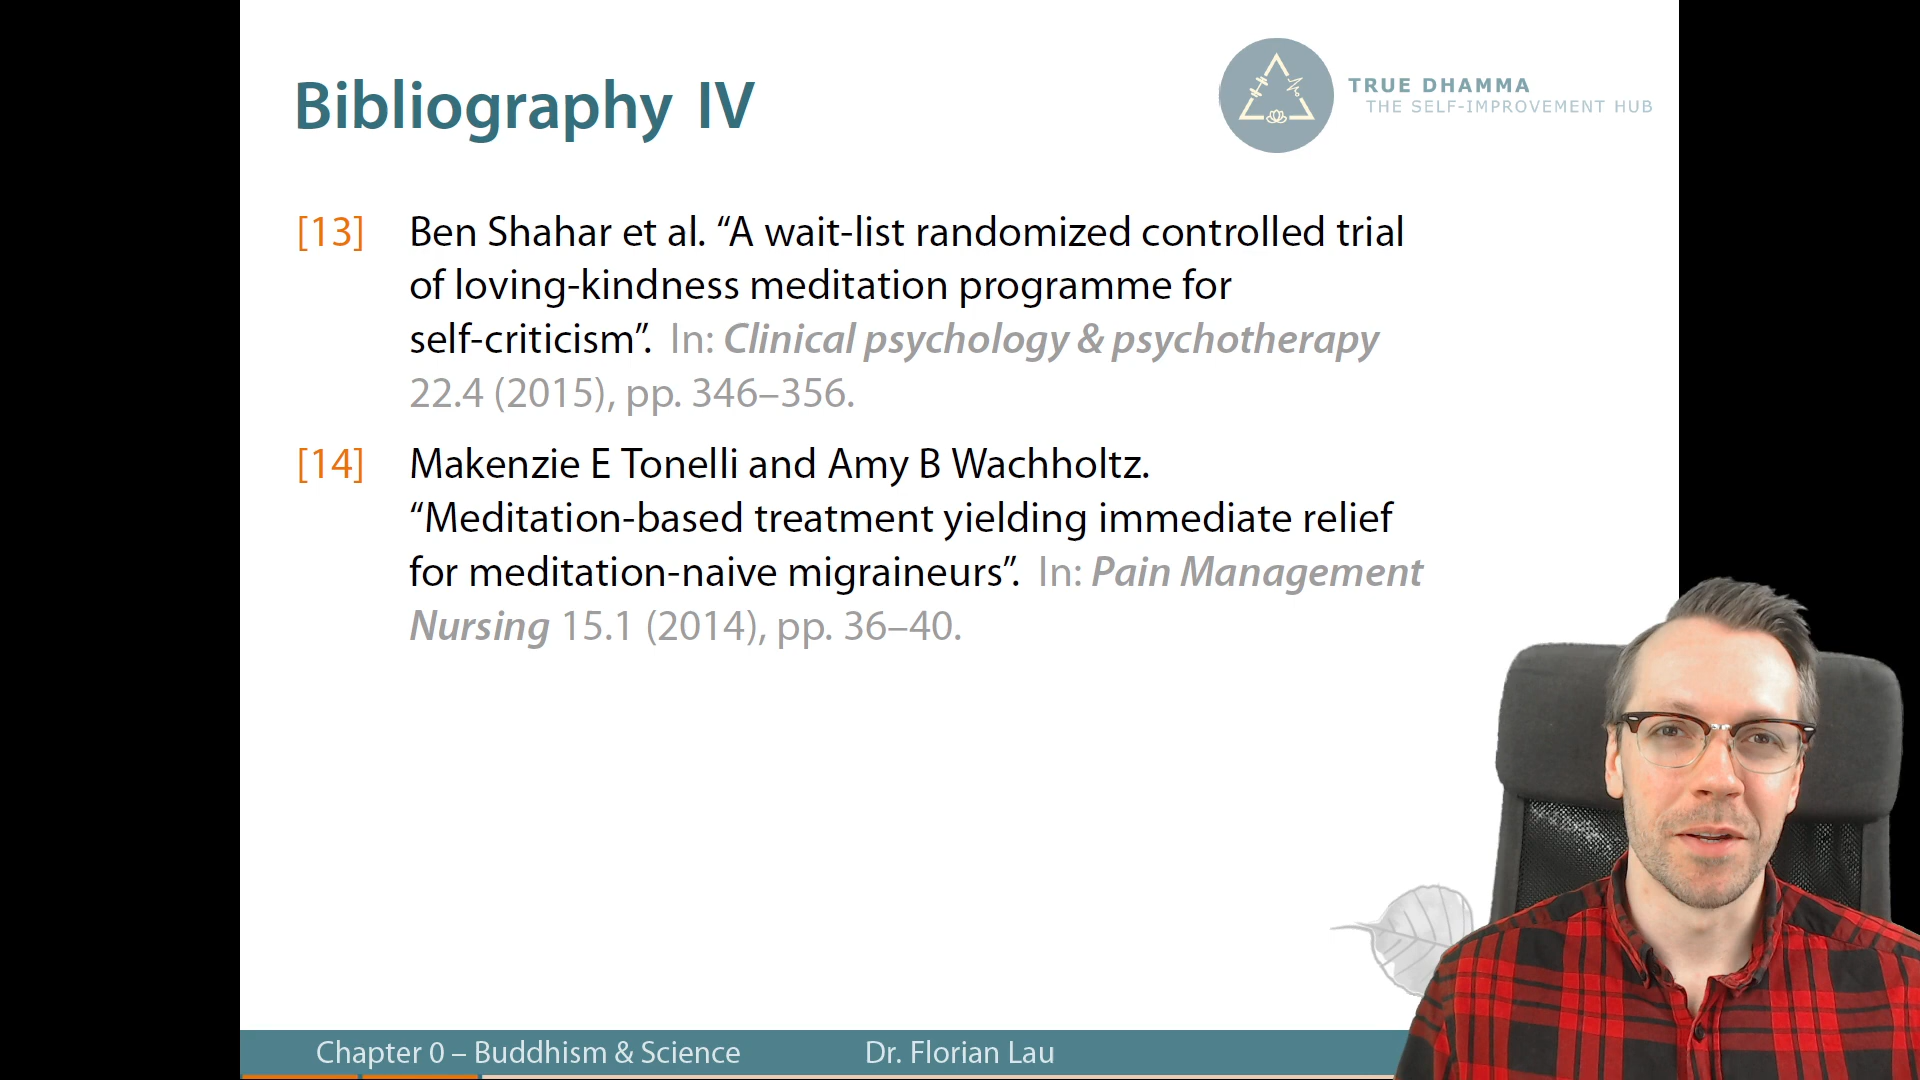 Bibliography IV
TRUE DHAMMA
THE SELF-IMPROVEMENT HUB
[13] Ben Shahar et al. “A wait-list randomized controlled trial
of loving-kindness meditation programme for
self-criticism”. In: Clinical psychology & psychotherapy
22.4 (2015), pp. 346–356.
[14] Makenzie E Tonelli and Amy B Wachholtz.
“Meditation-based treatment yielding immediate relief
for meditation-naive migraineurs”. In: Pain Management
Nursing 15.1 (2014), pp. 36–40.
Chapter 0 – Buddhism & Science Dr. Florian Lau